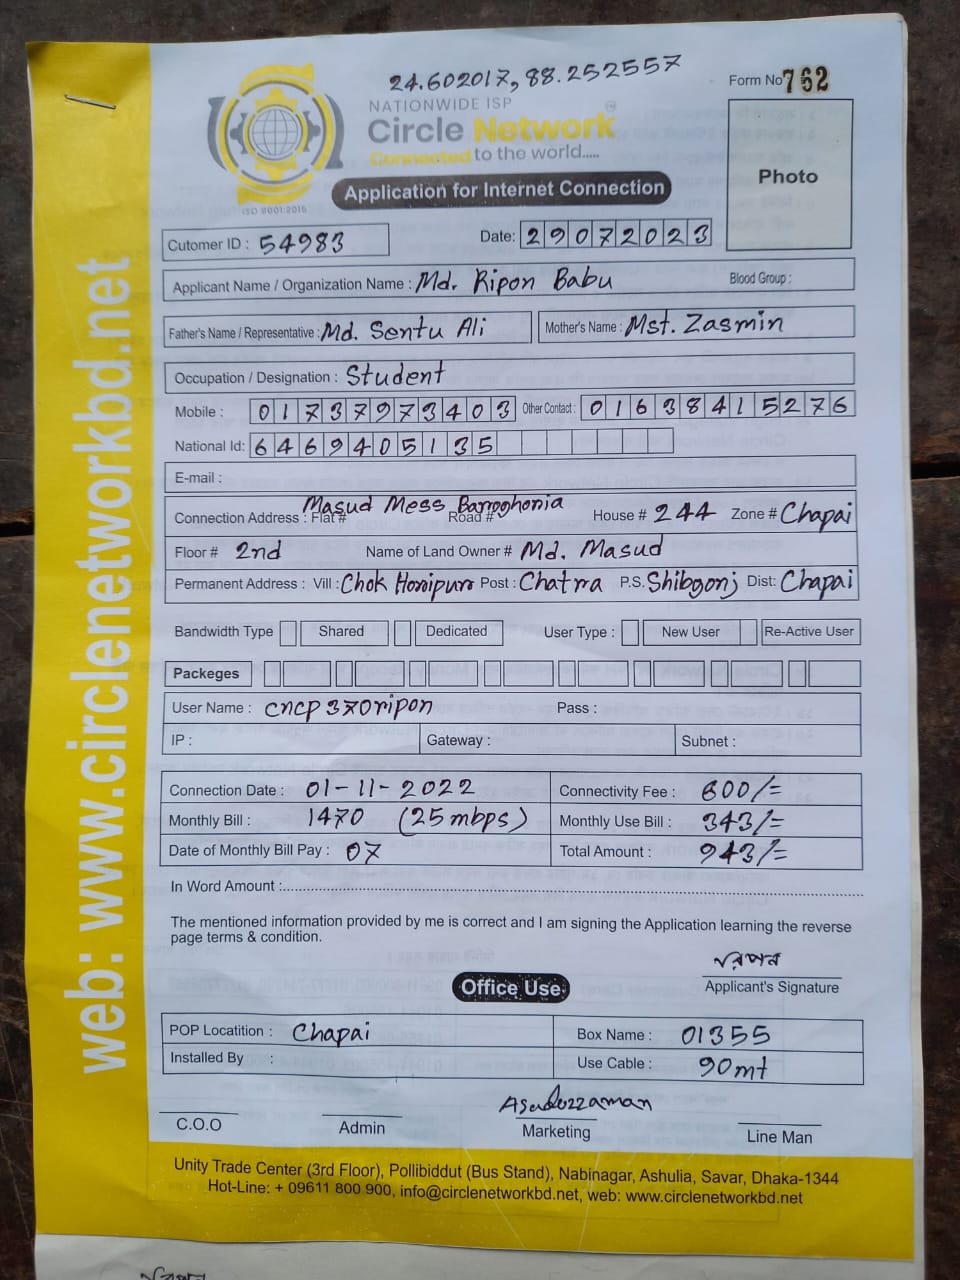 24.602017, 88.252557
Form No 762
NATIONWIDE ISP
Circle Network
Connected to the world.....
ISO 9001:2015
Application for Internet Connection
Photo
Cutomer ID : 54983
Date: 29072023
Applicant Name / Organization Name : Md. Ripon Babu Blood Group :
Father's Name / Representative : Md. Sentu Ali Mother's Name : Mst. Zasmin
Occupation / Designation : Student
Mobile : 01737973403 Other Contact : 01638415276
National Id: 6469405135
E-mail :
Masud Mess Barogharia
Connection Address : Flat # Road # House # 244 Zone # Chapai
Floor # 2nd Name of Land Owner # Md. Masud
Permanent Address : Vill : Chok Horipur Post : Chatra P.S. Shibgonj Dist: Chapai
Bandwidth Type Shared Dedicated User Type : New User Re-Active User
Packeges
User Name : cncp370ripon Pass :
IP : Gateway : Subnet :
Connection Date : 01-11-2022 Connectivity Fee : 600/=
Monthly Bill : 1470 (25 mbps) Monthly Use Bill : 343/=
Date of Monthly Bill Pay : 07 Total Amount : 943/=
In Word Amount :
The mentioned information provided by me is correct and I am signing the Application learning the reverse
page terms & condition.
Applicant's Signature
Office Use
POP Locatition : Chapai Box Name : 01355
Installed By : Use Cable : 90mt
Asaduzzaman
C.O.O Admin Marketing Line Man
Unity Trade Center (3rd Floor), Pollibiddut (Bus Stand), Nabinagar, Ashulia, Savar, Dhaka-1344
Hot-Line: + 09611 800 900, info@circlenetworkbd.net, web: www.circlenetworkbd.net
web: www.circlenetworkbd.net